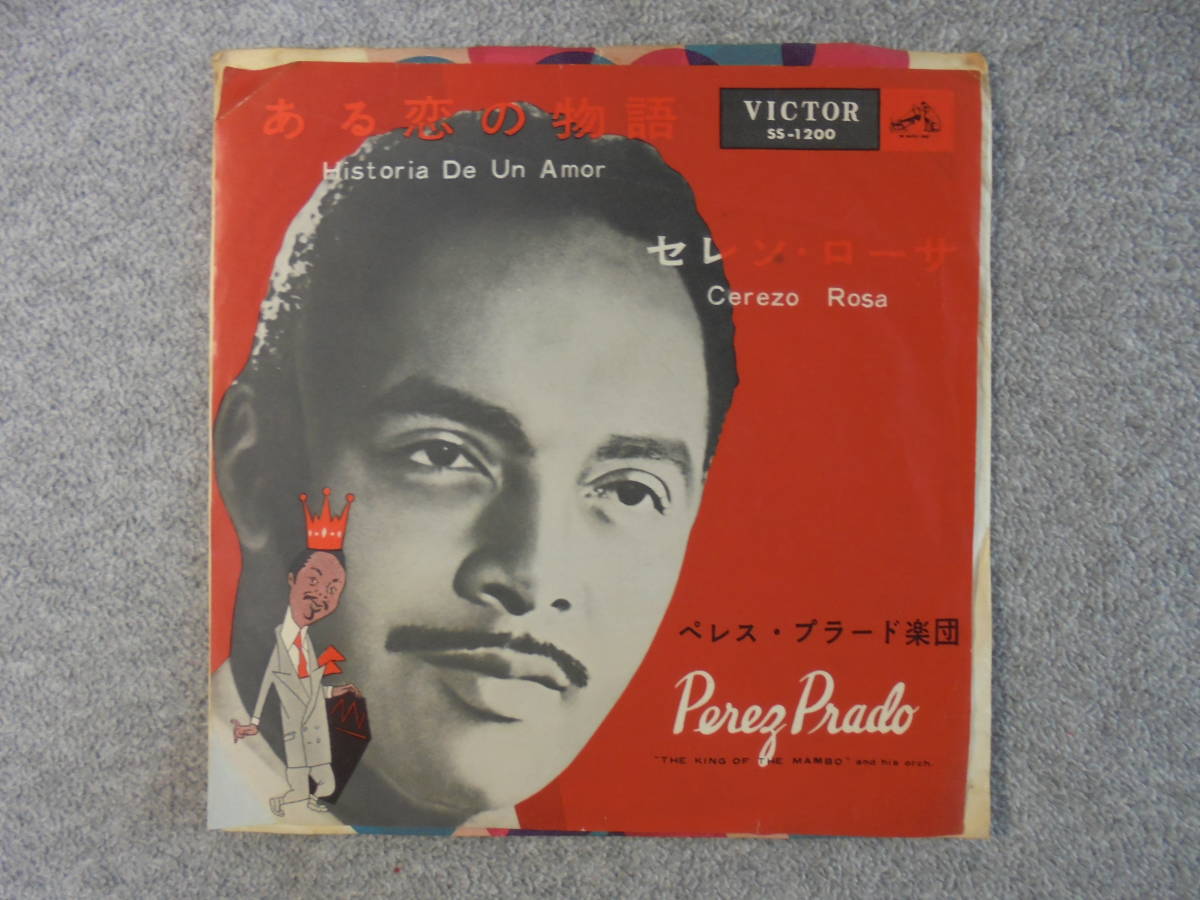 ある恋の物語
Historia De Un Amor
VICTOR
SS-1200
セレソ・ローサ
Cerezo Rosa
ペレス・プラード楽団
Perez Prado
"THE KING OF THE MAMBO" and his orch.